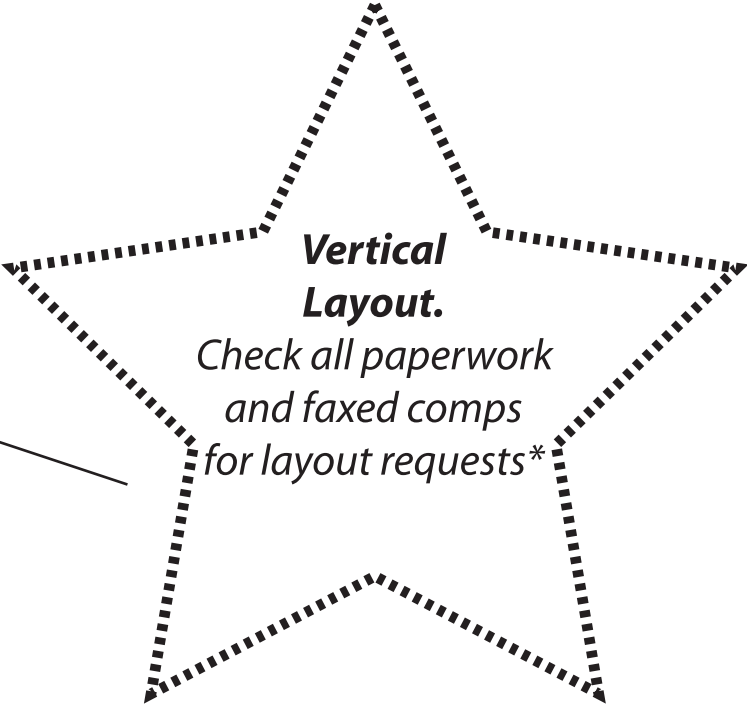 Vertical
Layout.
Check all paperwork
and faxed comps
for layout requests*